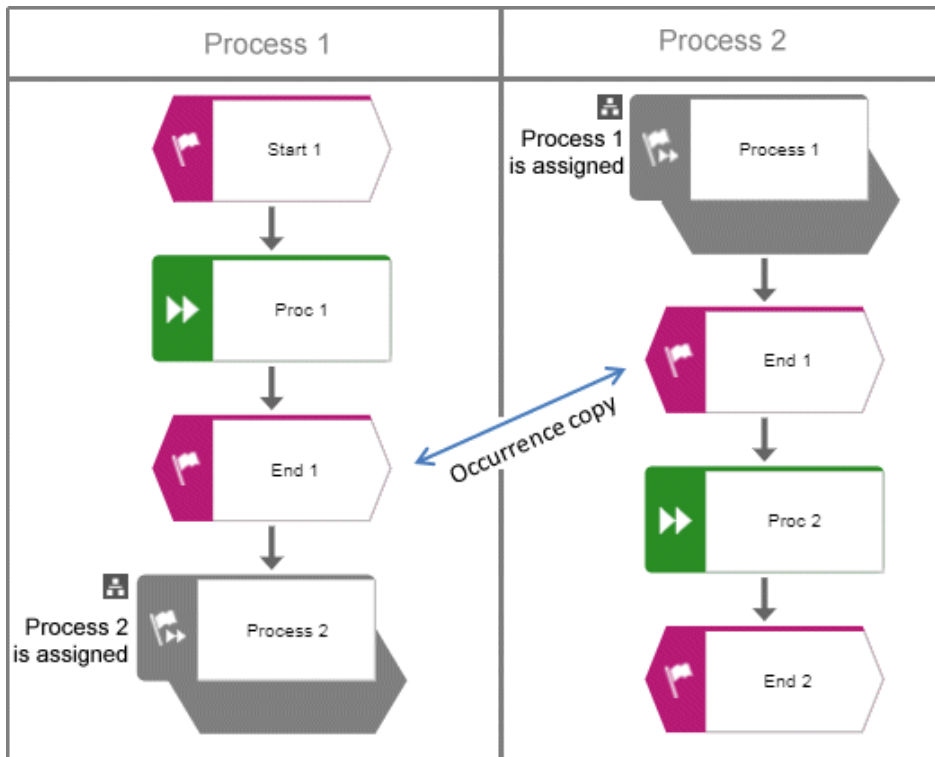 Process 1
Process 2
Start 1
Proc 1
End 1
Process 2
is assigned
Process 2
Occurrence copy
Process 1
is assigned
Process 1
End 1
Proc 2
End 2